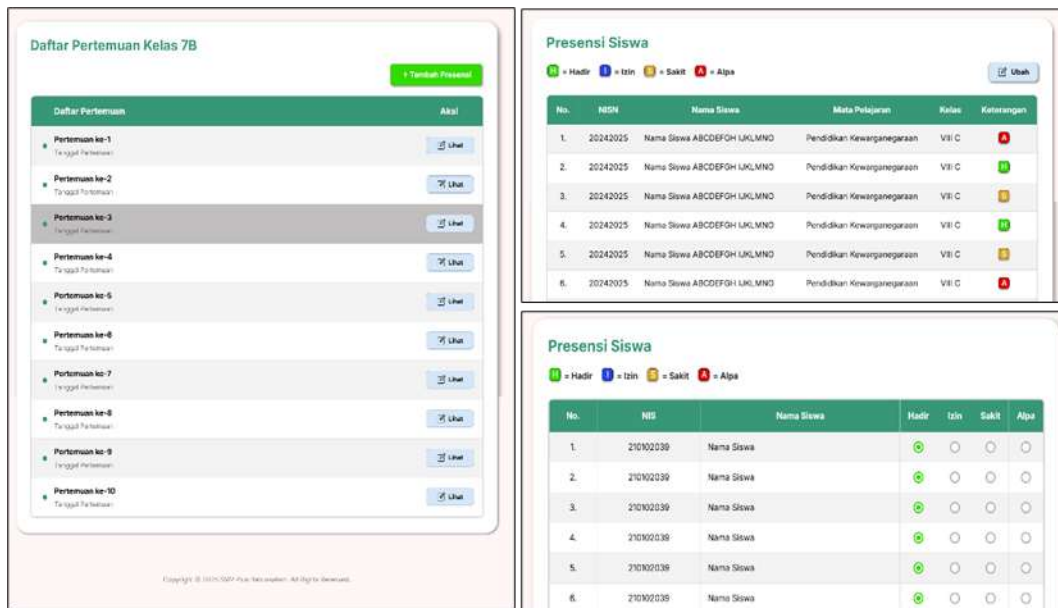 Daftar Pertemuan Kelas 7B
+ Tambah Presensi
Daftar Pertemuan Aksi
Pertemuan ke-1 Lihat
Tanggal Pertemuan
Pertemuan ke-2 Lihat
Tanggal Pertemuan
Pertemuan ke-3 Lihat
Tanggal Pertemuan
Pertemuan ke-4 Lihat
Tanggal Pertemuan
Pertemuan ke-5 Lihat
Tanggal Pertemuan
Pertemuan ke-6 Lihat
Tanggal Pertemuan
Pertemuan ke-7 Lihat
Tanggal Pertemuan
Pertemuan ke-8 Lihat
Tanggal Pertemuan
Pertemuan ke-9 Lihat
Tanggal Pertemuan
Pertemuan ke-10 Lihat
Tanggal Pertemuan
Copyright © All Rights Reserved.
Presensi Siswa
H = Hadir I = Izin S = Sakit A = Alpa Ubah
No. NISN Nama Siswa Mata Pelajaran Kelas Keterangan
1. 20242025 Nama Siswa ABCDEFGH IJKLMNO Pendidikan Kewarganegaraan VIII C A
2. 20242025 Nama Siswa ABCDEFGH IJKLMNO Pendidikan Kewarganegaraan VIII C H
3. 20242025 Nama Siswa ABCDEFGH IJKLMNO Pendidikan Kewarganegaraan VIII C S
4. 20242025 Nama Siswa ABCDEFGH IJKLMNO Pendidikan Kewarganegaraan VIII C H
5. 20242025 Nama Siswa ABCDEFGH IJKLMNO Pendidikan Kewarganegaraan VIII C S
6. 20242025 Nama Siswa ABCDEFGH IJKLMNO Pendidikan Kewarganegaraan VIII C A
Presensi Siswa
H = Hadir I = Izin S = Sakit A = Alpa
No. NIS Nama Siswa Hadir Izin Sakit Alpa
1. 210102039 Nama Siswa
2. 210102039 Nama Siswa
3. 210102039 Nama Siswa
4. 210102039 Nama Siswa
5. 210102039 Nama Siswa
6. 210102039 Nama Siswa